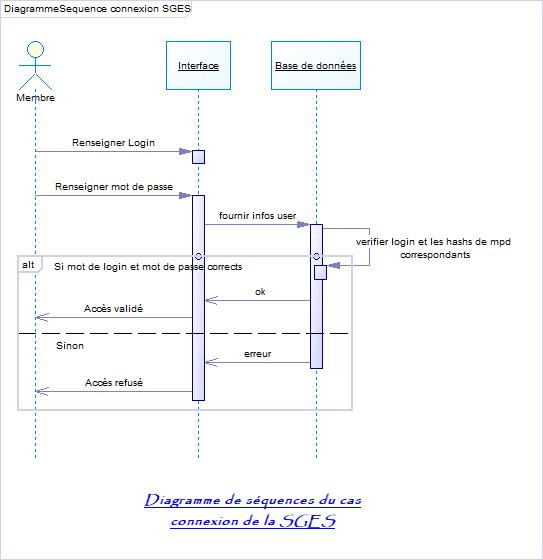 DiagrammeSequence connexion SGES
Interface
Base de données
Membre
Renseigner Login
Renseigner mot de passe
fournir infos user
verifier login et les hashs de mpd
correspondants
alt
Si mot de login et mot de passe corrects
ok
Accès validé
Sinon
erreur
Accès refusé
Diagramme de séquences du cas
connexion de la SGES